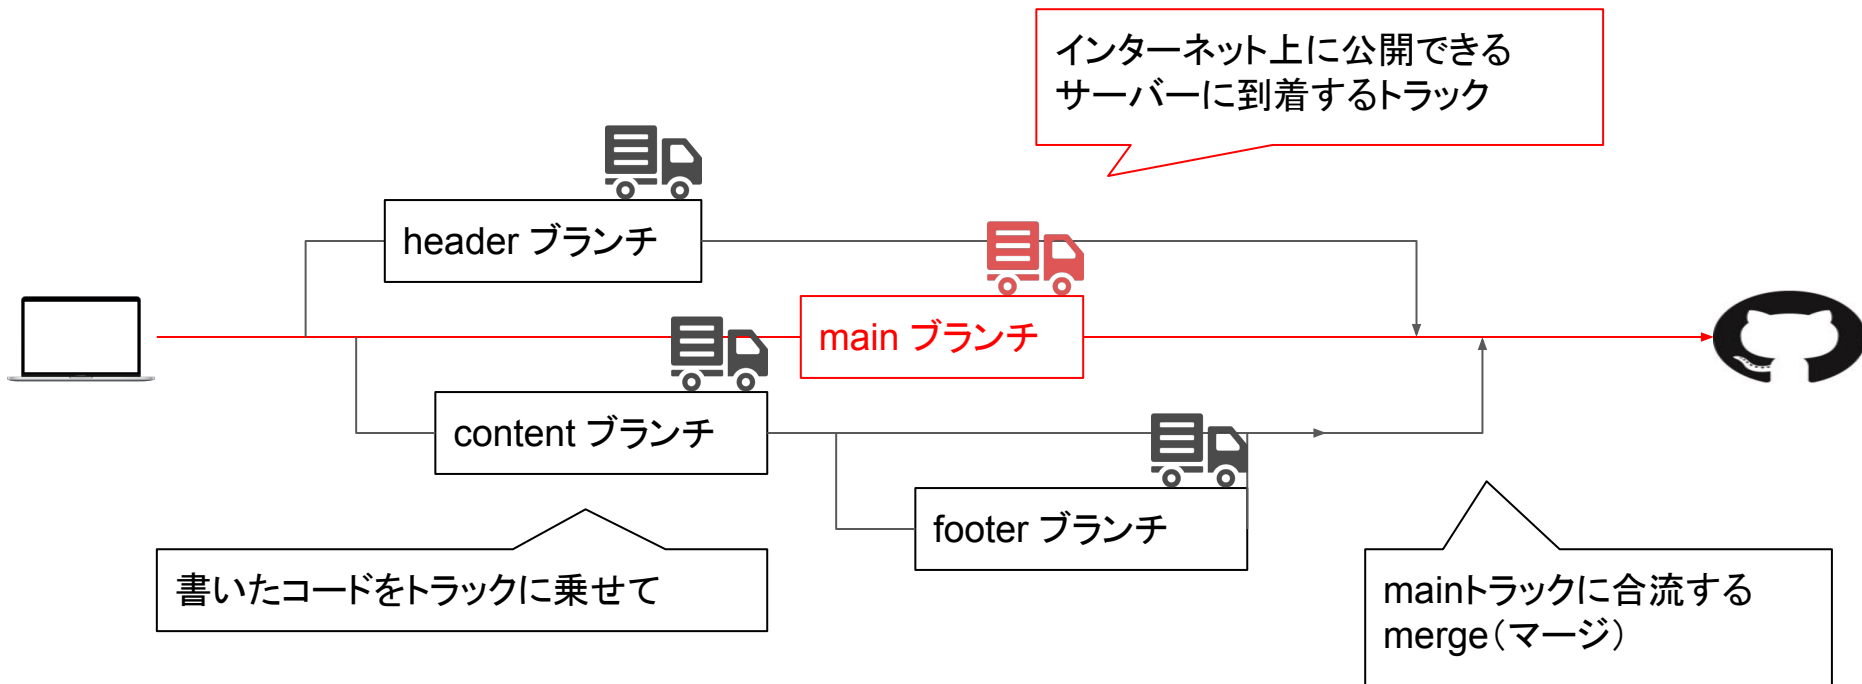 インターネット上に公開できる
サーバーに到着するトラック
header ブランチ
main ブランチ
content ブランチ
footer ブランチ
書いたコードをトラックに乗せて
mainトラックに合流する
merge（マージ）